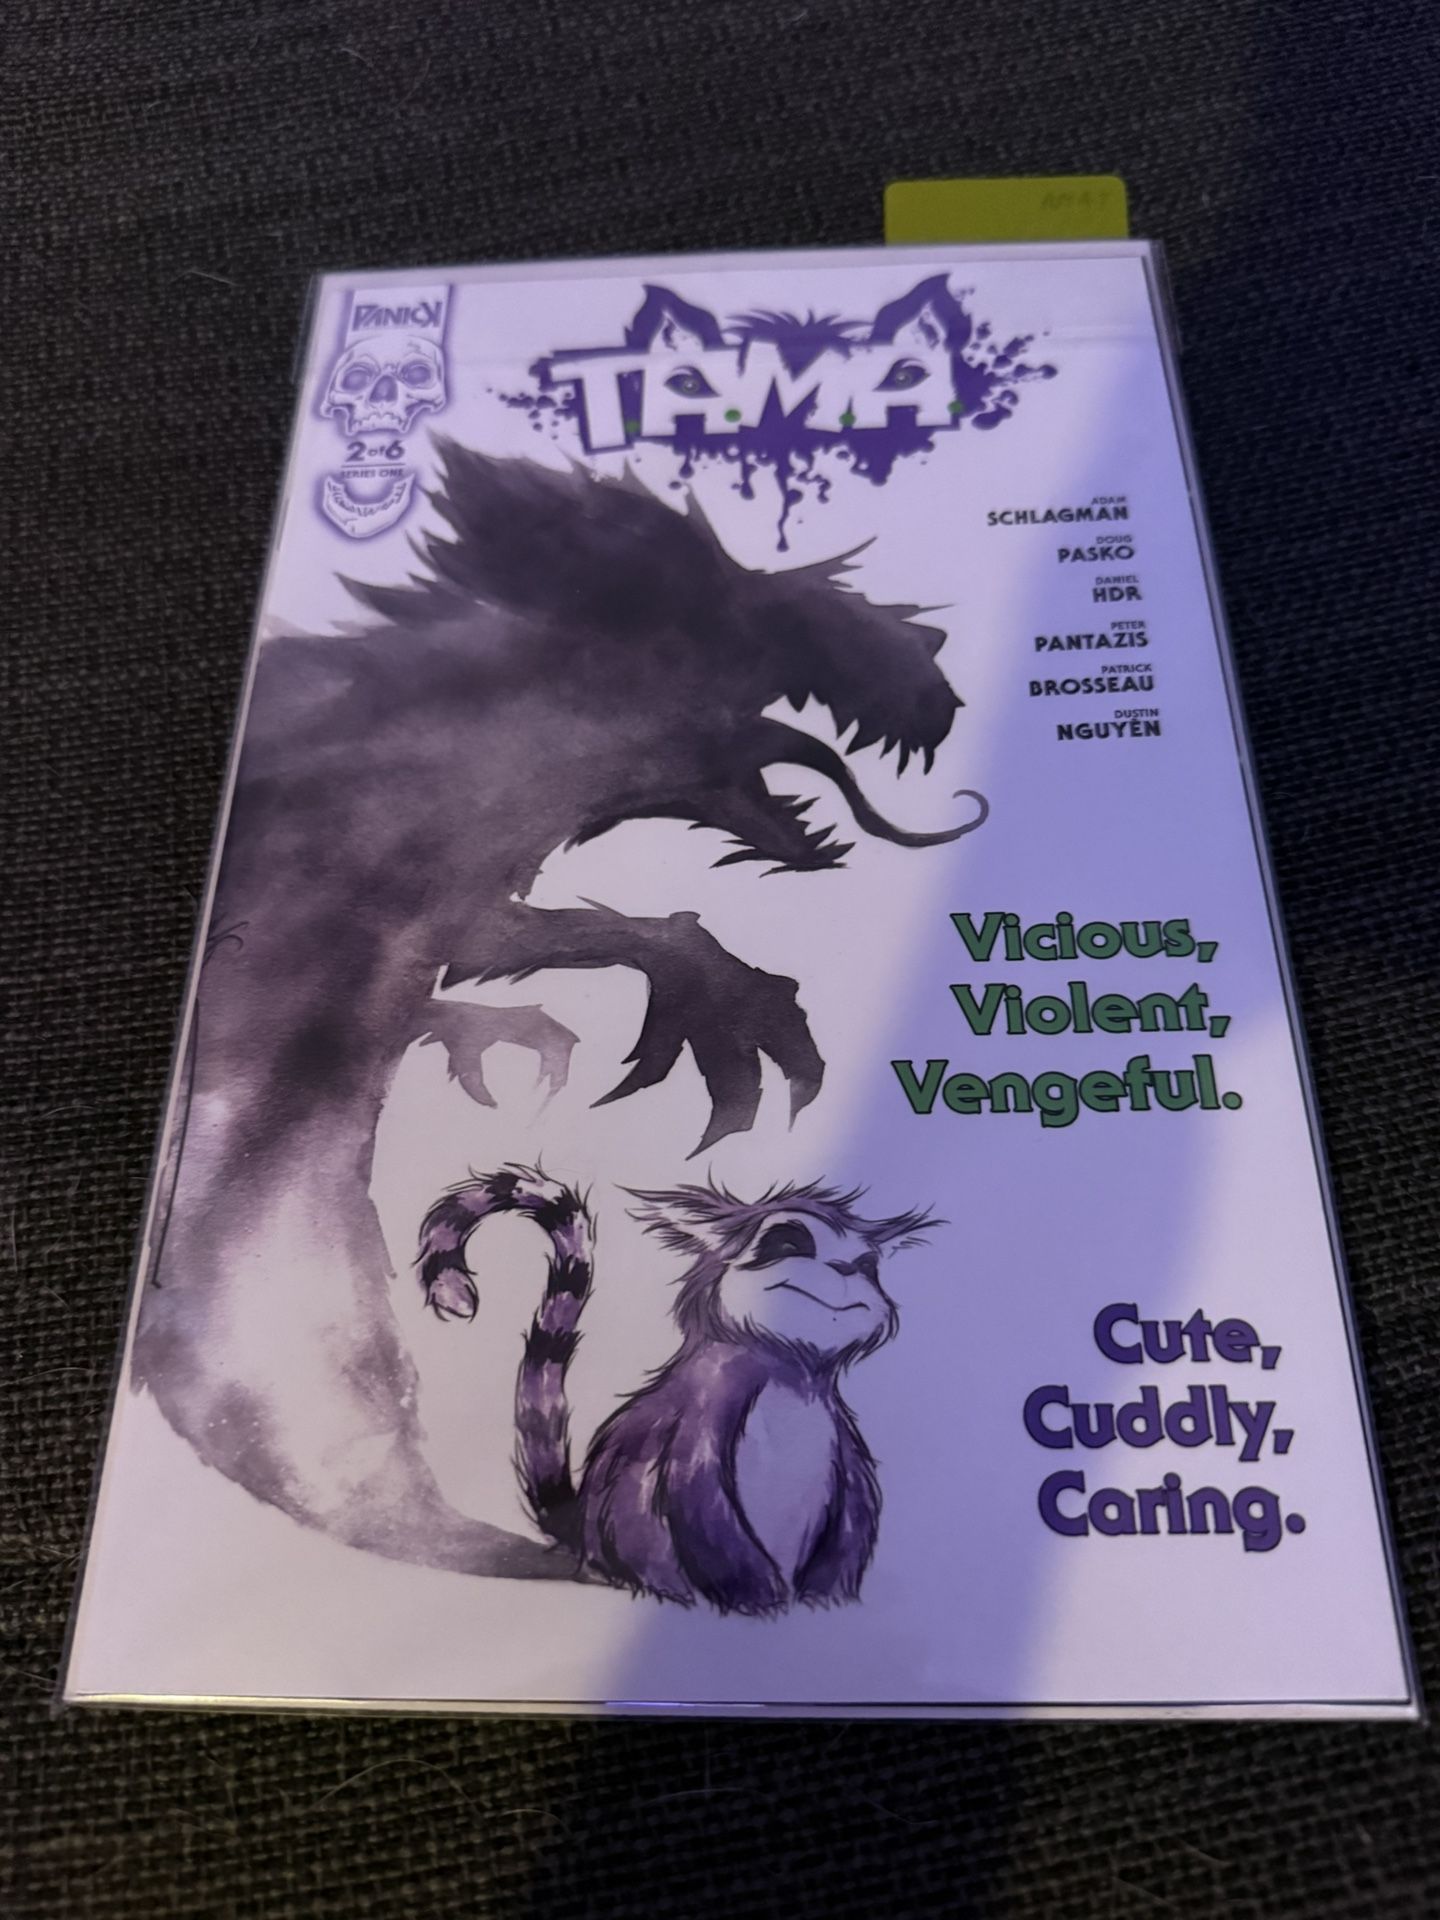 PANICK
2 of 6
SERIES ONE
T.A.M.A.
ADAM
SCHLAGMAN
DOUG
PASKO
DANIEL
HDR
PETER
PANTAZIS
PATRICK
BROSSEAU
DUSTIN
NGUYÊN
Vicious,
Violent,
Vengeful.
Cute,
Cuddly,
Caring.